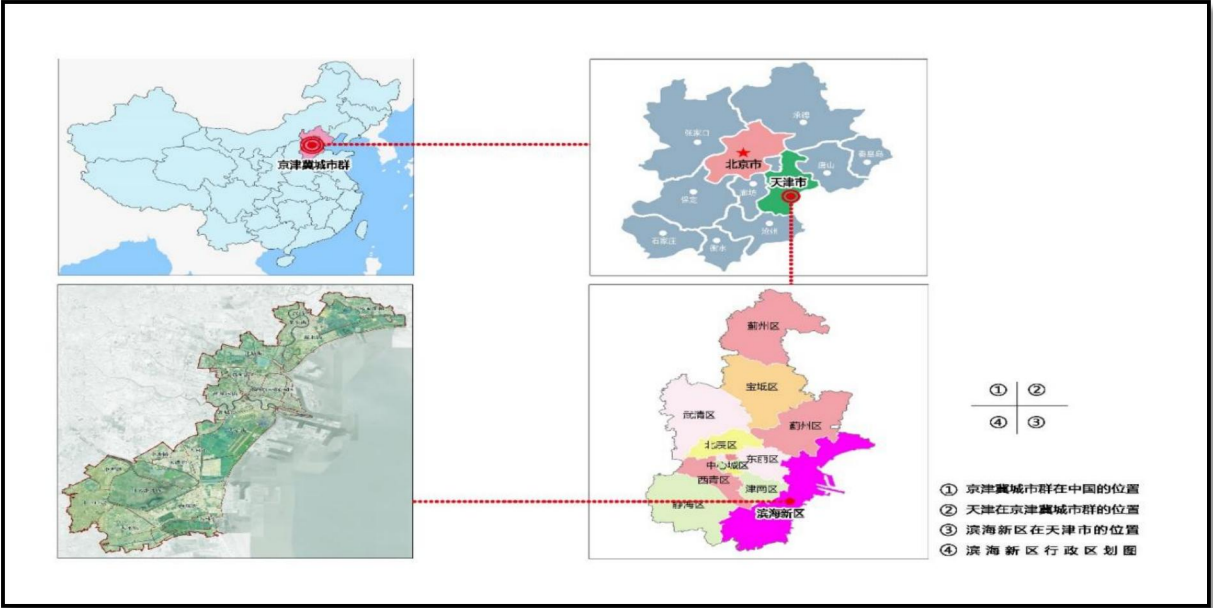 京津冀城市群
承德
张家口
北京市
秦皇岛
唐山
天津市
廊坊
保定
沧州
石家庄
衡水
蓟州区
宝坻区
武清区
蓟州区
北辰区
东丽区
中心城区
西青区
津南区
静海区
滨海新区
① ②
④ ③
① 京津冀城市群在中国的位置
② 天津在京津冀城市群的位置
③ 滨海新区在天津市的位置
④ 滨海新区行政区划图